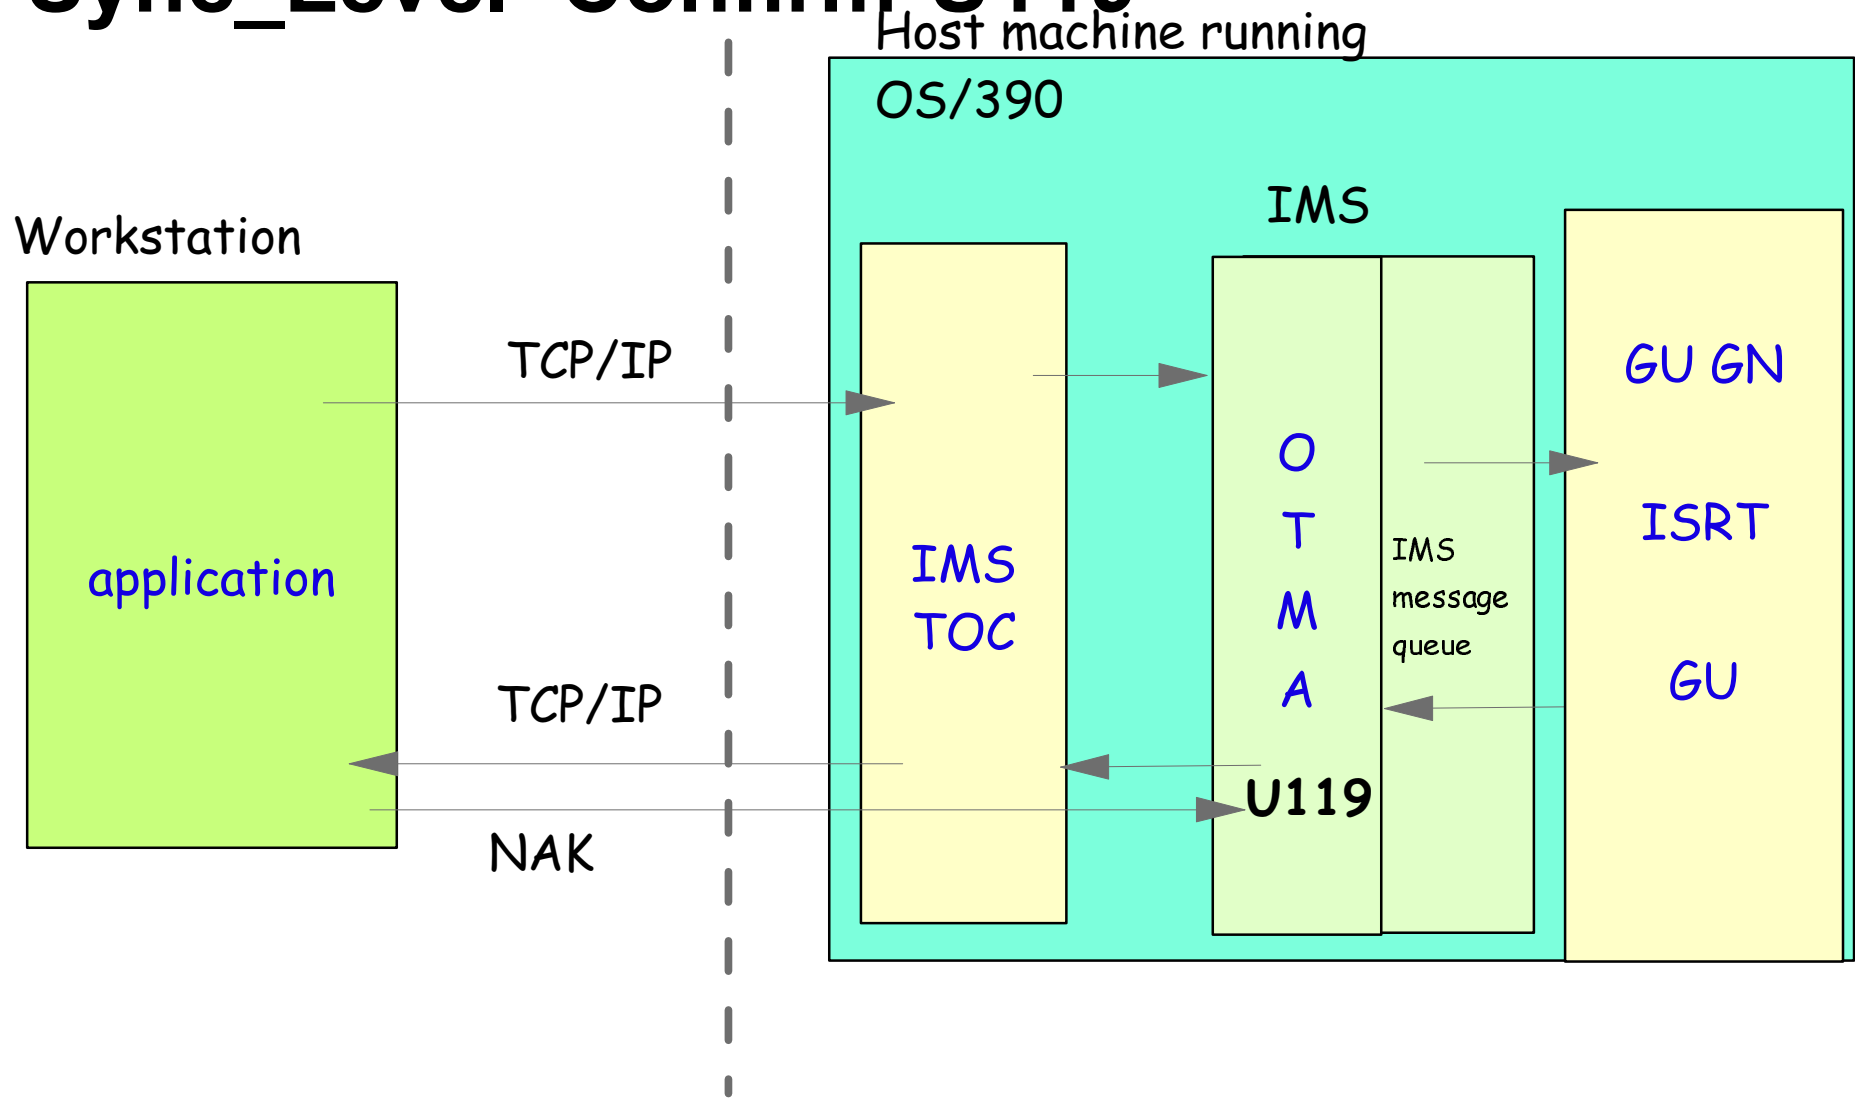 Host machine running
OS/390
IMS
Workstation
TCP/IP
GU GN
O
T
M
A
ISRT
IMS
message
queue
application
IMS
TOC
GU
TCP/IP
U119
NAK